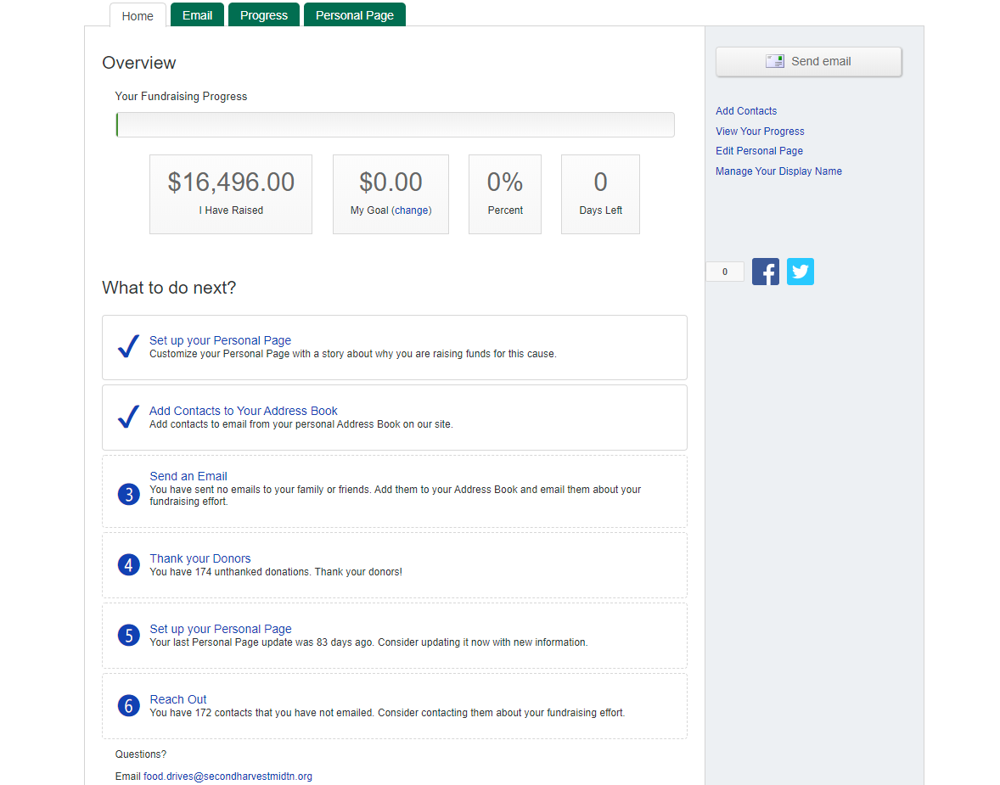 Home
Email
Progress
Personal Page
Overview
Your Fundraising Progress
$16,496.00
I Have Raised
$0.00
My Goal (change)
0%
Percent
0
Days Left
What to do next?
Set up your Personal Page
Customize your Personal Page with a story about why you are raising funds for this cause.
Add Contacts to Your Address Book
Add contacts to email from your personal Address Book on our site.
3
Send an Email
You have sent no emails to your family or friends. Add them to your Address Book and email them about your
fundraising effort.
4
Thank your Donors
You have 174 unthanked donations. Thank your donors!
5
Set up your Personal Page
Your last Personal Page update was 83 days ago. Consider updating it now with new information.
6
Reach Out
You have 172 contacts that you have not emailed. Consider contacting them about your fundraising effort.
Questions?
Email food.drives@secondharvestmidtn.org
Send email
Add Contacts
View Your Progress
Edit Personal Page
Manage Your Display Name
0